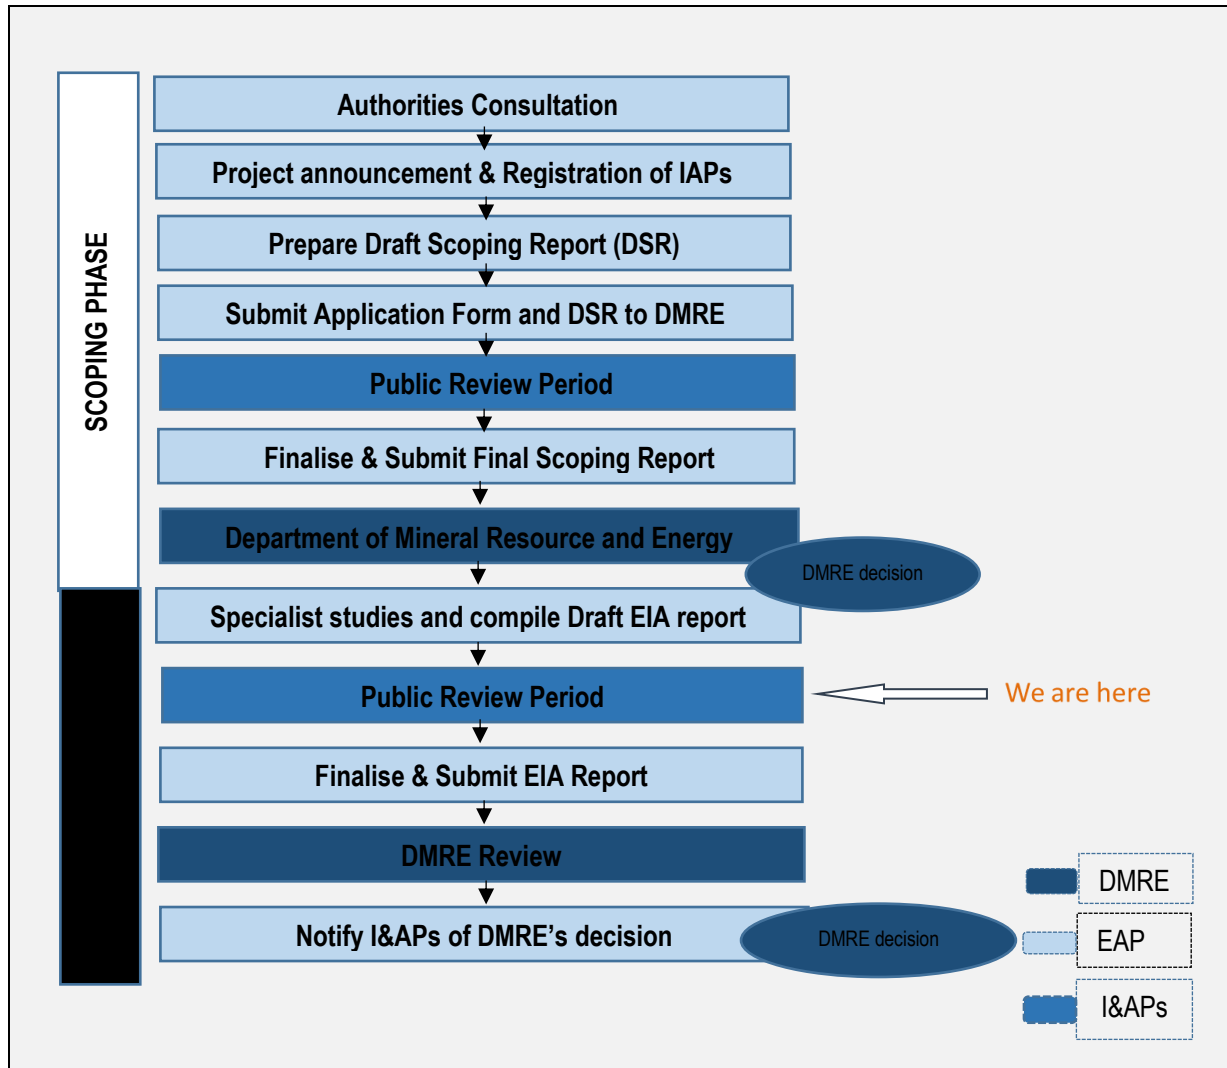 SCOPING PHASE
Authorities Consultation
Project announcement & Registration of IAPs
Prepare Draft Scoping Report (DSR)
Submit Application Form and DSR to DMRE
Public Review Period
Finalise & Submit Final Scoping Report
Department of Mineral Resource and Energy
DMRE decision
Specialist studies and compile Draft EIA report
Public Review Period
We are here
Finalise & Submit EIA Report
DMRE Review
Notify I&APs of DMRE’s decision
DMRE decision
DMRE
EAP
I&APs